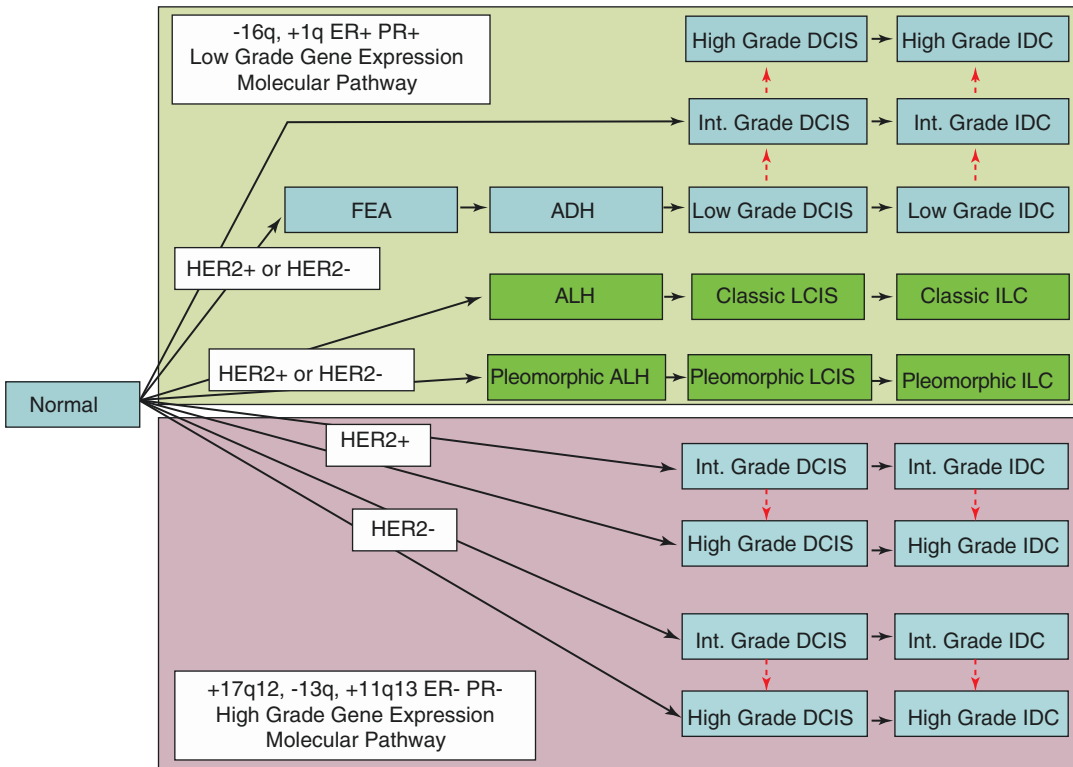 -16q, +1q ER+ PR+
Low Grade Gene Expression
Molecular Pathway
High Grade DCIS
High Grade IDC
Int. Grade DCIS
Int. Grade IDC
FEA
ADH
Low Grade DCIS
Low Grade IDC
HER2+ or HER2-
ALH
Classic LCIS
Classic ILC
HER2+ or HER2-
Pleomorphic ALH
Pleomorphic LCIS
Pleomorphic ILC
Normal
HER2+
Int. Grade DCIS
Int. Grade IDC
HER2-
High Grade DCIS
High Grade IDC
Int. Grade DCIS
Int. Grade IDC
+17q12, -13q, +11q13 ER- PR-
High Grade Gene Expression
Molecular Pathway
High Grade DCIS
High Grade IDC